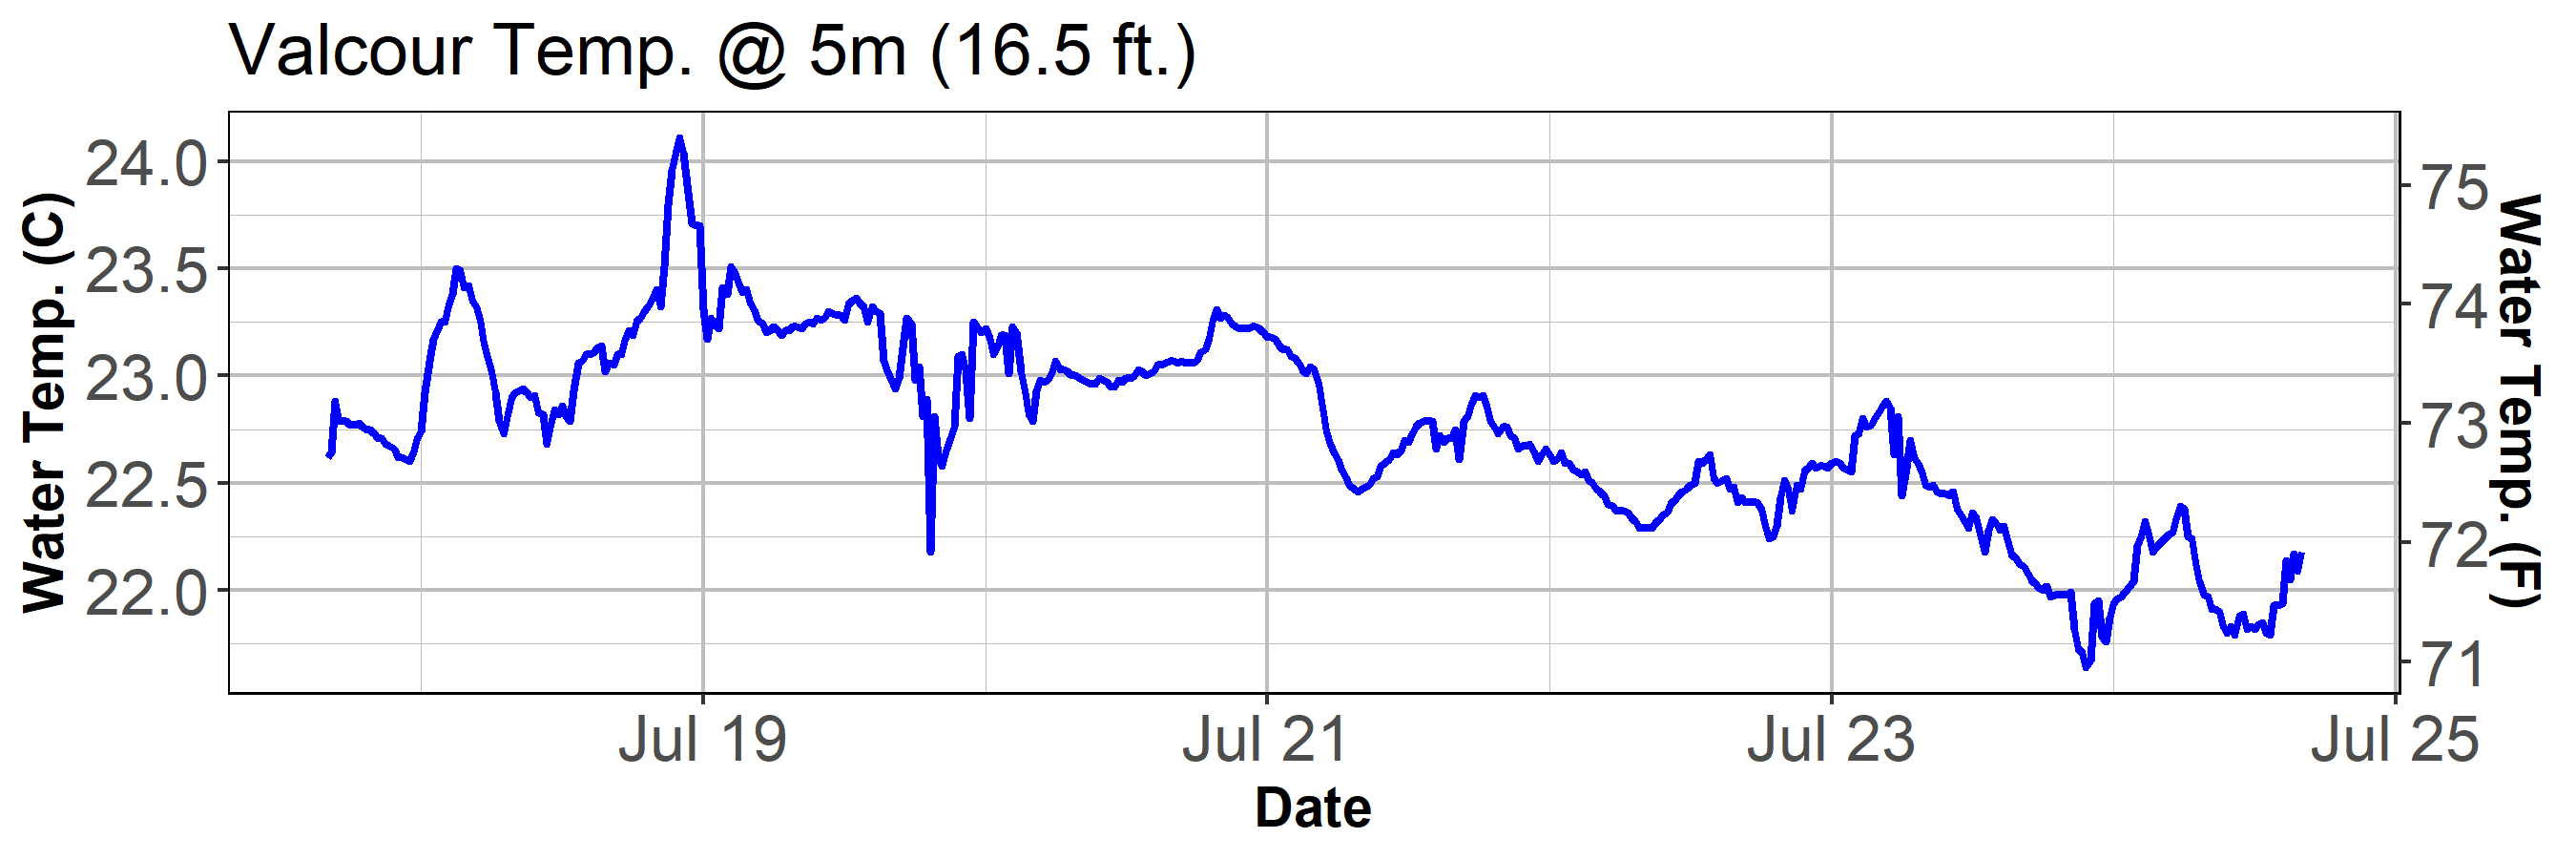 Valcour Temp. @ 5m (16.5 ft.)
Water Temp. (C)
24.0
23.5
23.0
22.5
22.0
75
74
73
72
71
Water Temp. (F)
Jul 19
Jul 21
Jul 23
Jul 25
Date